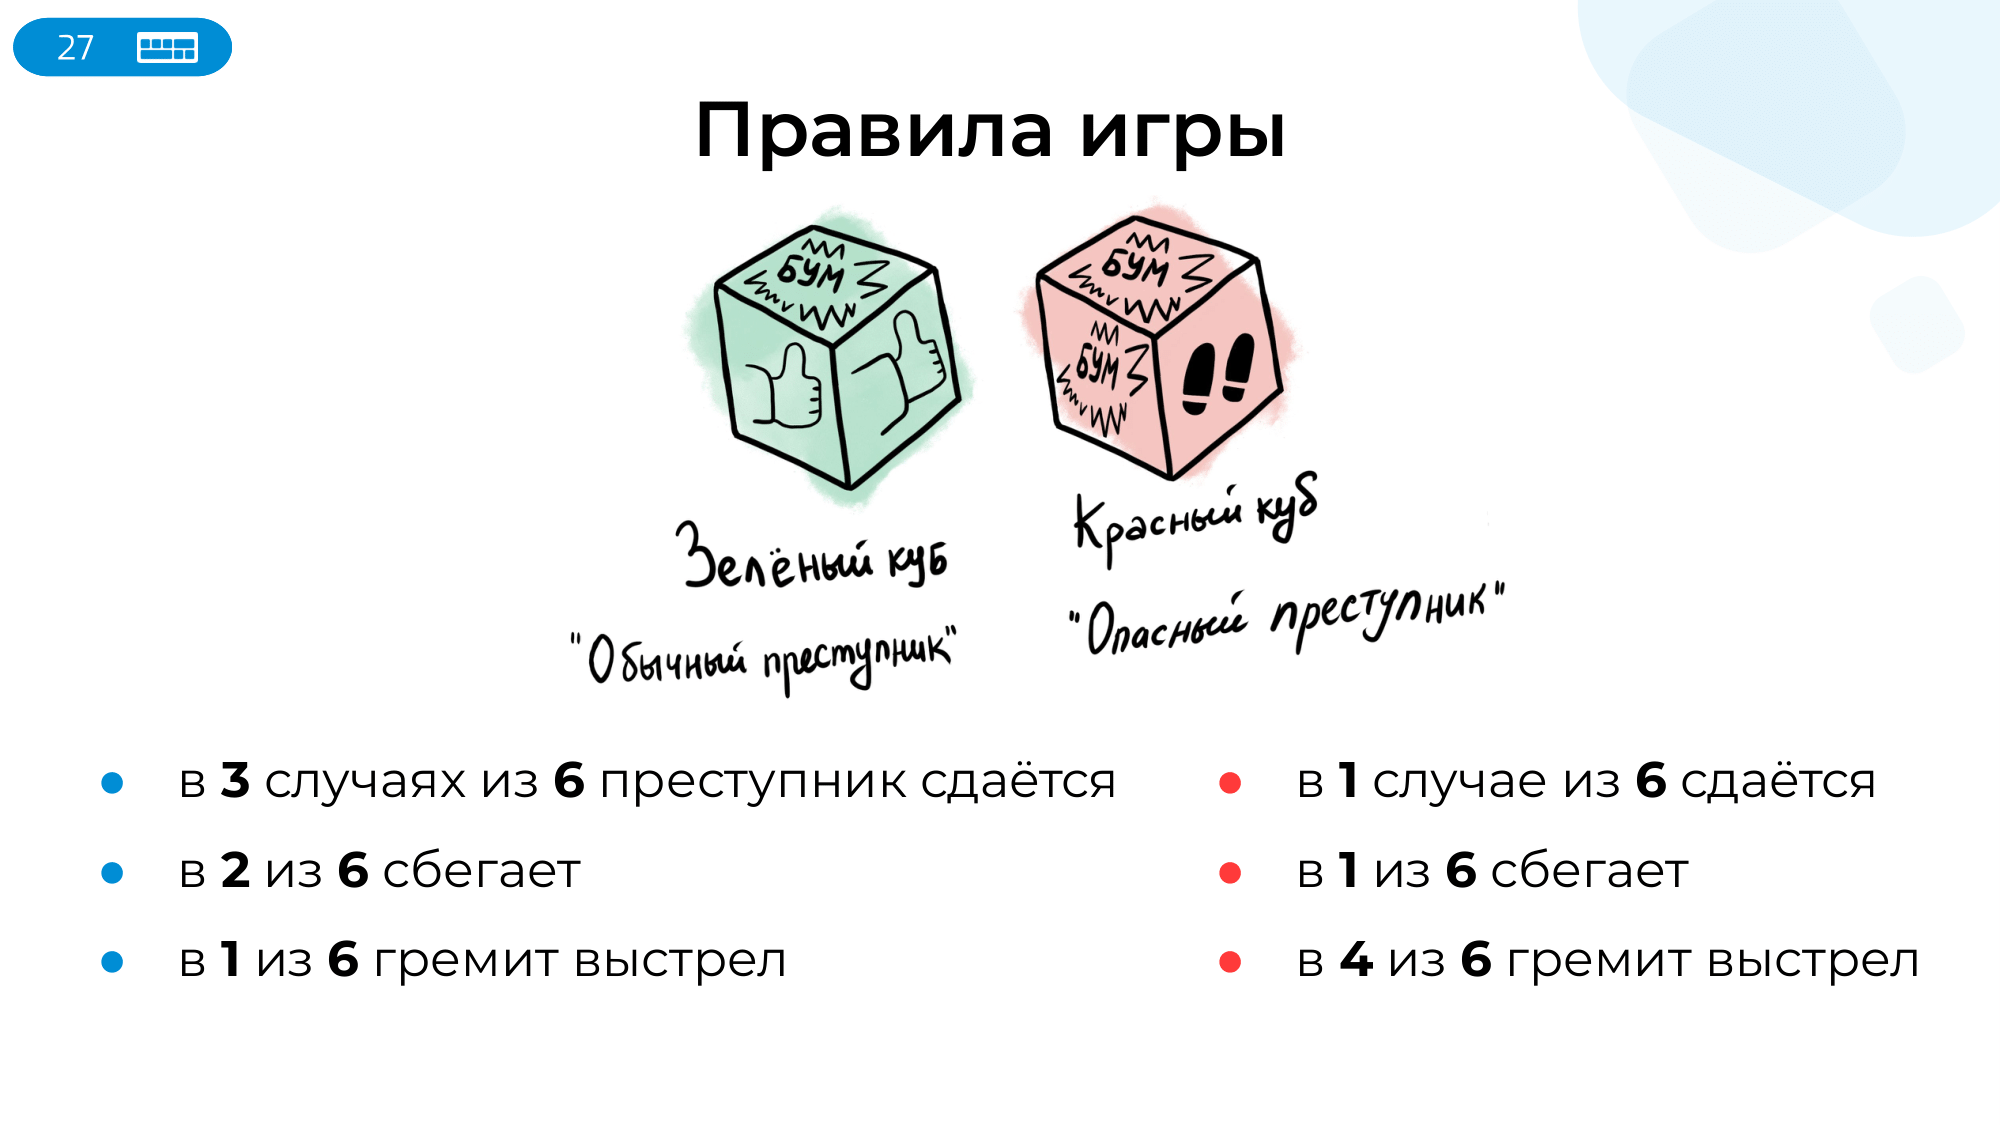 27
Правила игры
БУМ
БУМ
БУМ
Зелёный куб
"Обычный преступник"
Красный куб
"Опасный преступник"
в 3 случаях из 6 преступник сдаётся
в 2 из 6 сбегает
в 1 из 6 гремит выстрел
в 1 случае из 6 сдаётся
в 1 из 6 сбегает
в 4 из 6 гремит выстрел